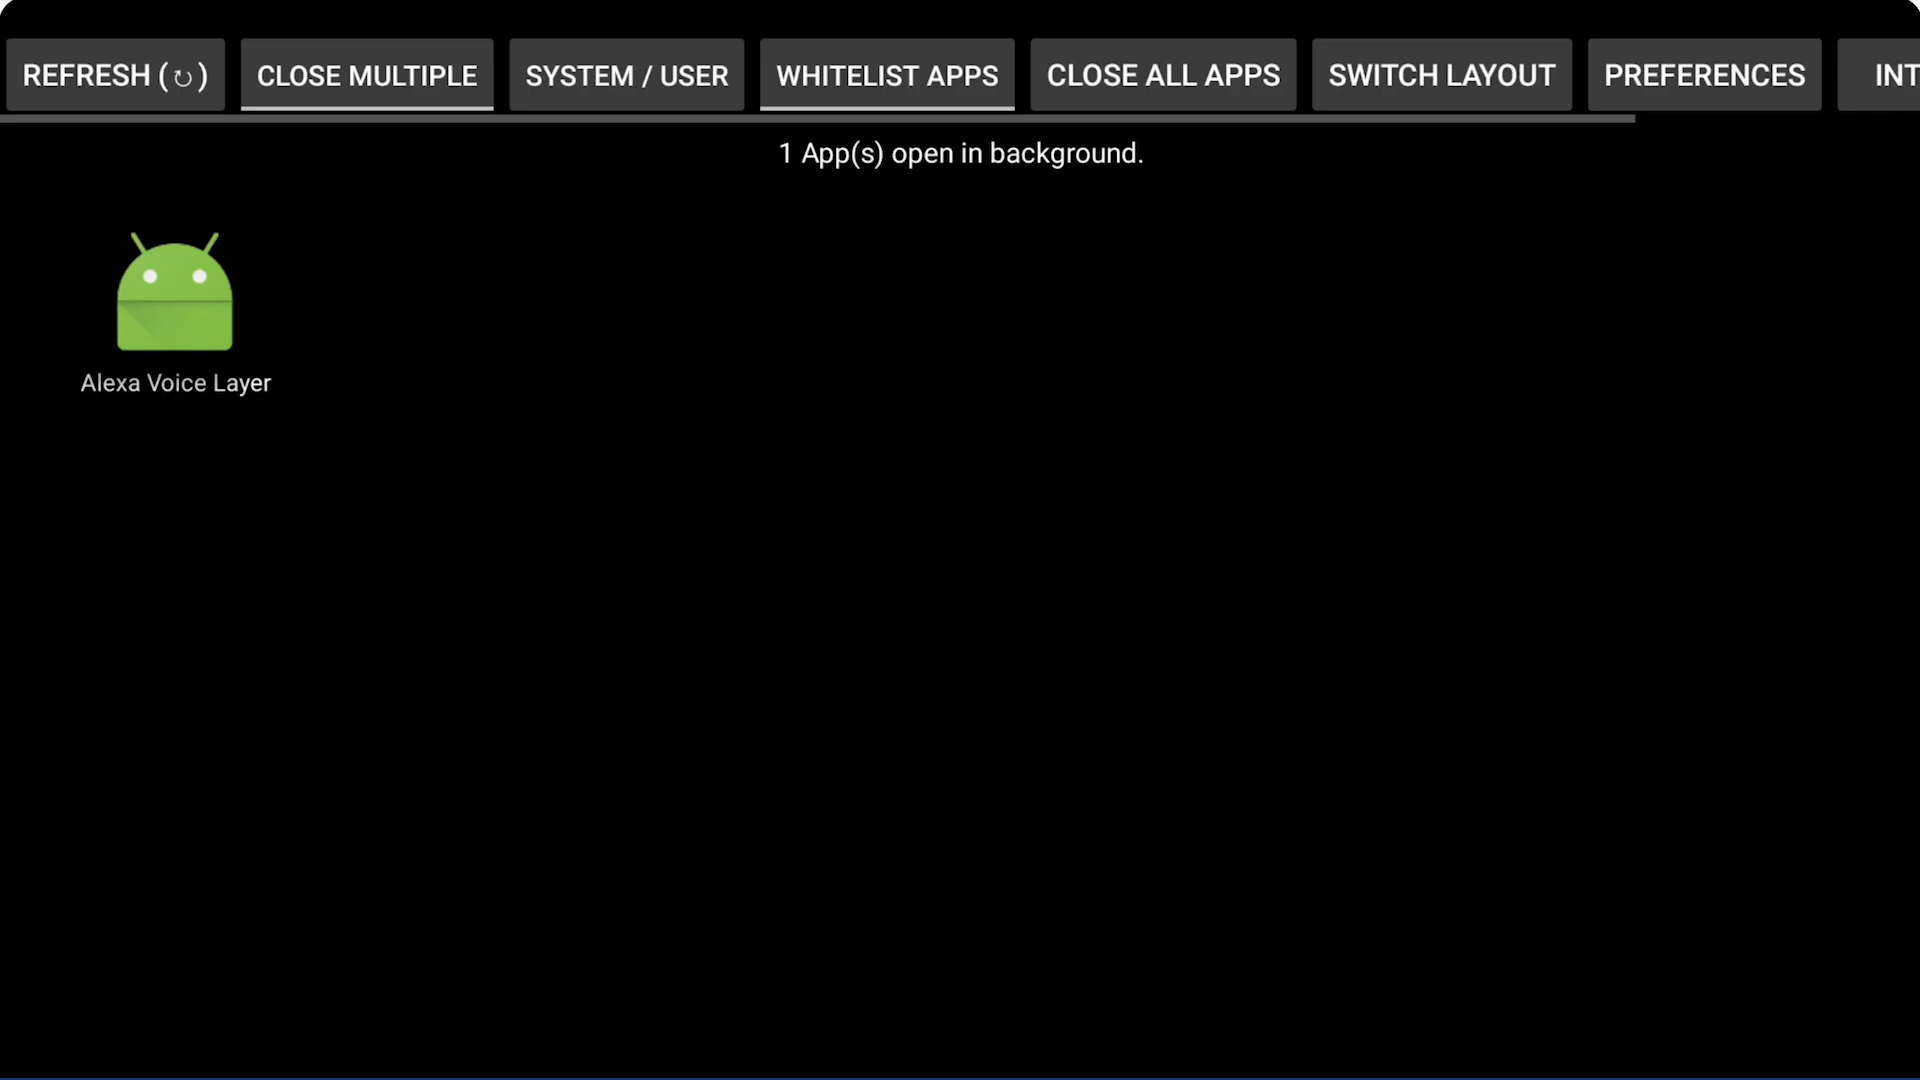 REFRESH (↻) CLOSE MULTIPLE SYSTEM / USER WHITELIST APPS CLOSE ALL APPS SWITCH LAYOUT PREFERENCES INT
1 App(s) open in background.
Alexa Voice Layer